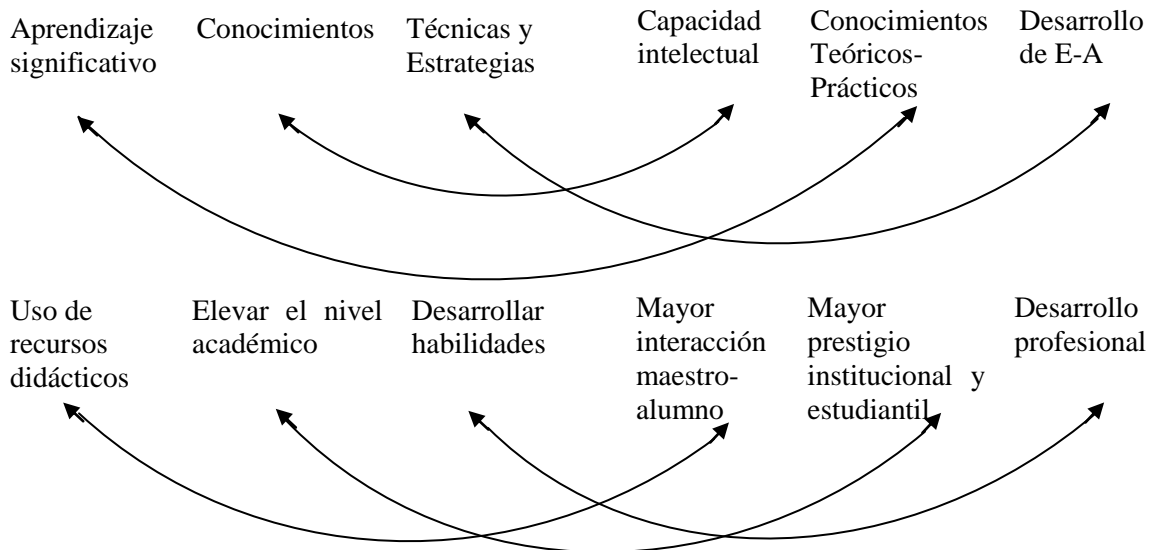 Aprendizaje
significativo
Conocimientos
Técnicas y
Estrategias
Capacidad
intelectual
Conocimientos
Teóricos-
Prácticos
Desarrollo
de E-A
Uso de
recursos
didácticos
Elevar el nivel
académico
Desarrollar
habilidades
Mayor
interacción
maestro-
alumno
Mayor
prestigio
institucional y
estudiantil
Desarrollo
profesional